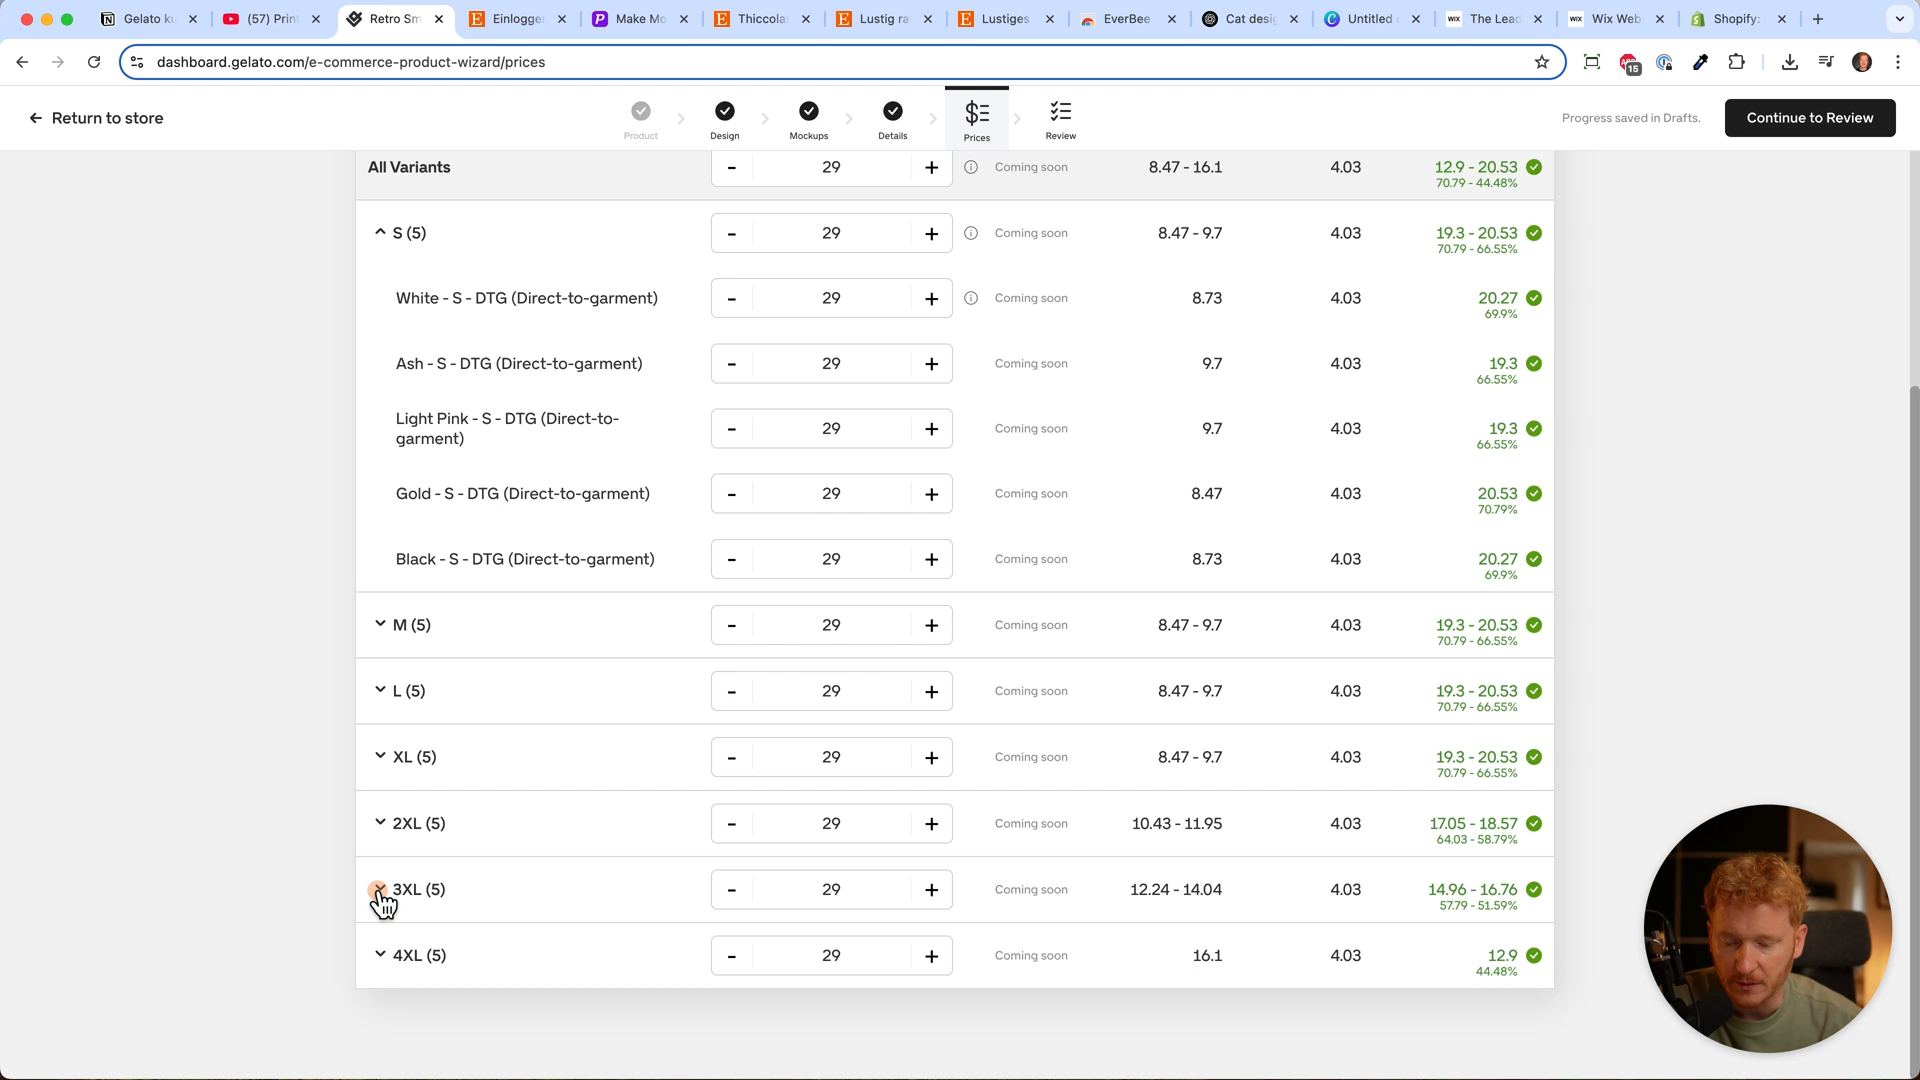 Gelato ku
(57) Prin
Retro Sm
Einlogge
Make Mo
Thiccola
Lustig ra
Lustiges
EverBee
Cat desig
Untitled
WIX The Lea
WIX Wix Web
Shopify:
dashboard.gelato.com/e-commerce-product-wizard/prices
15
Return to store
Product
Design
Mockups
Details
Prices
Review
Progress saved in Drafts.
Continue to Review
All Variants - 29 + Coming soon 8.47 - 16.1 4.03 12.9 - 20.53
70.79 - 44.48%
S (5) - 29 + Coming soon 8.47 - 9.7 4.03 19.3 - 20.53
70.79 - 66.55%
White - S - DTG (Direct-to-garment) - 29 + Coming soon 8.73 4.03 20.27
69.9%
Ash - S - DTG (Direct-to-garment) - 29 + Coming soon 9.7 4.03 19.3
66.55%
Light Pink - S - DTG (Direct-to-
garment) - 29 + Coming soon 9.7 4.03 19.3
66.55%
Gold - S - DTG (Direct-to-garment) - 29 + Coming soon 8.47 4.03 20.53
70.79%
Black - S - DTG (Direct-to-garment) - 29 + Coming soon 8.73 4.03 20.27
69.9%
M (5) - 29 + Coming soon 8.47 - 9.7 4.03 19.3 - 20.53
70.79 - 66.55%
L (5) - 29 + Coming soon 8.47 - 9.7 4.03 19.3 - 20.53
70.79 - 66.55%
XL (5) - 29 + Coming soon 8.47 - 9.7 4.03 19.3 - 20.53
70.79 - 66.55%
2XL (5) - 29 + Coming soon 10.43 - 11.95 4.03 17.05 - 18.57
64.03 - 58.79%
3XL (5) - 29 + Coming soon 12.24 - 14.04 4.03 14.96 - 16.76
57.79 - 51.59%
4XL (5) - 29 + Coming soon 16.1 4.03 12.9
44.48%